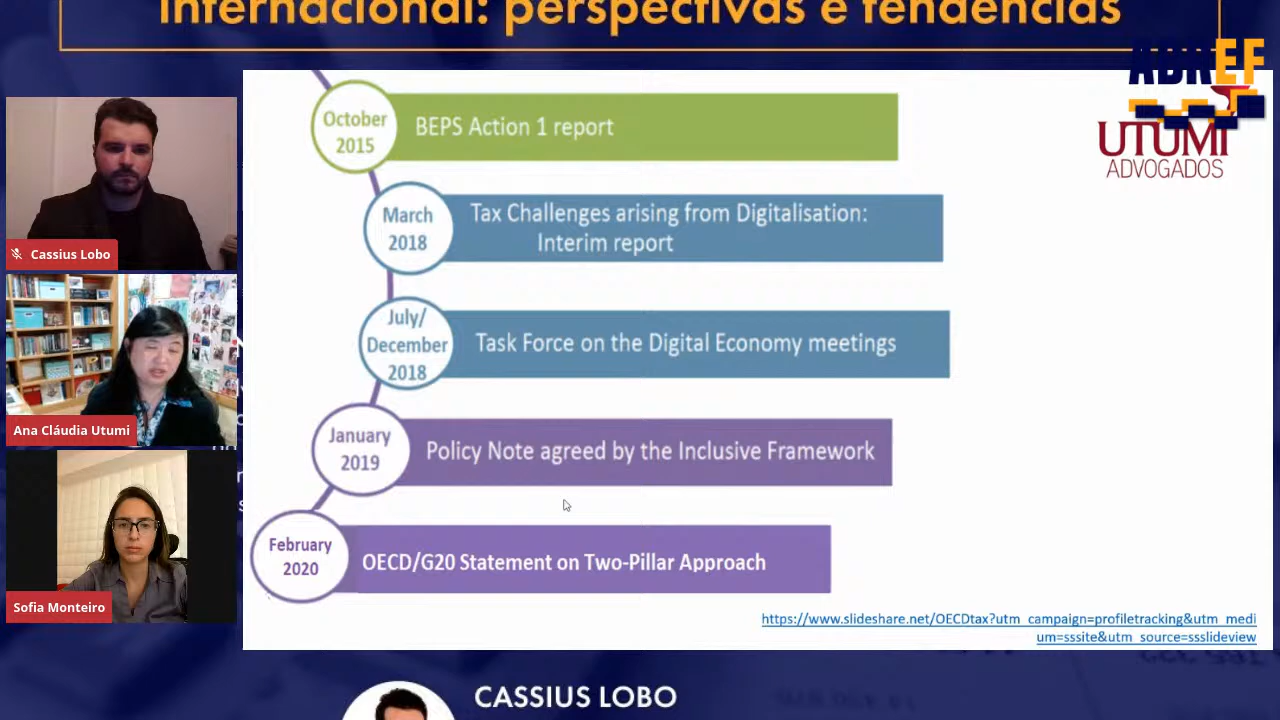 Internacional: perspectivas e tendências
ABREF
UTUMI
ADVOGADOS
October
2015
BEPS Action 1 report
March
2018
Tax Challenges arising from Digitalisation:
Interim report
July/
December
2018
Task Force on the Digital Economy meetings
January
2019
Policy Note agreed by the Inclusive Framework
February
2020
OECD/G20 Statement on Two-Pillar Approach
https://www.slideshare.net/OECDtax?utm_campaign=profiletracking&utm_medi
um=sssite&utm_source=ssslideview
Cassius Lobo
Ana Cláudia Utumi
Sofia Monteiro
CASSIUS LOBO